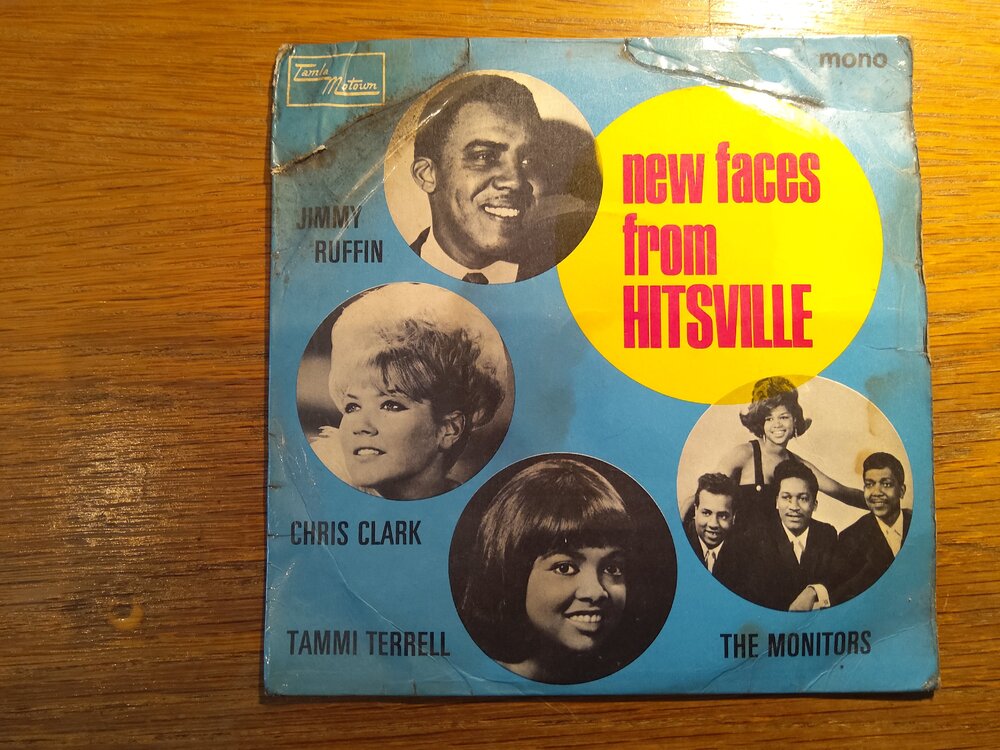 Tamla
Motown
mono
new faces
from
HITSVILLE
JIMMY
RUFFIN
CHRIS CLARK
TAMMI TERRELL
THE MONITORS